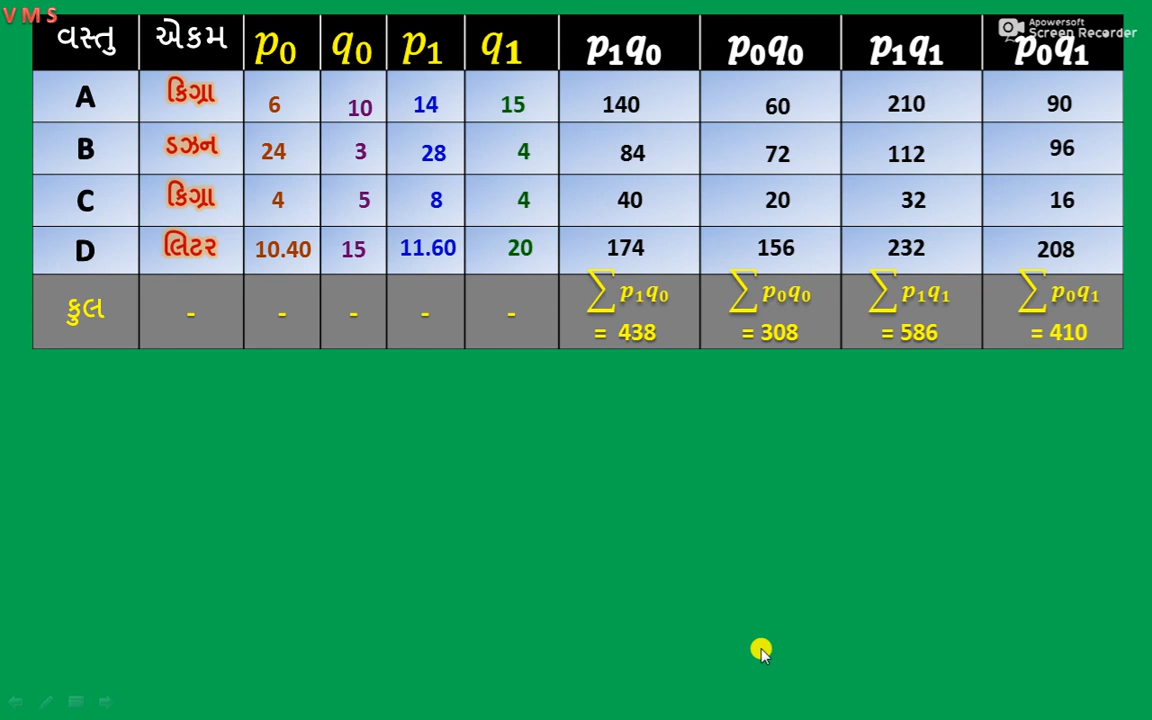 V M S
Apowersoft
Screen Recorder
વસ્તુ એકમ p₀ q₀ p₁ q₁ p₁q₀ p₀q₀ p₁q₁ p₀q₁
A કિગ્રા 6 10 14 15 140 60 210 90
B ડઝન 24 3 28 4 84 72 112 96
C કિગ્રા 4 5 8 4 40 20 32 16
D લિટર 10.40 15 11.60 20 174 156 232 208
કુલ - - - - - ∑ p₁q₀ ∑ p₀q₀ ∑ p₁q₁ ∑ p₀q₁
= 438 = 308 = 586 = 410